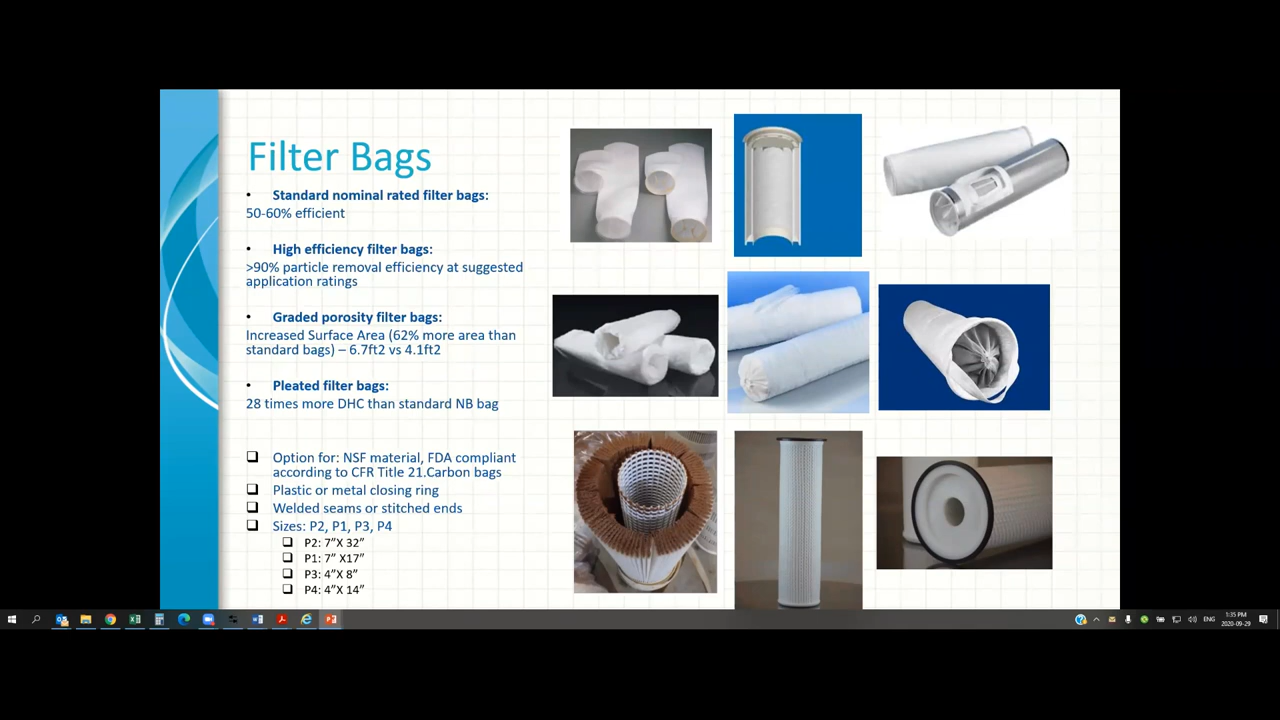 Filter Bags
• Standard nominal rated filter bags:
50-60% efficient
• High efficiency filter bags:
>90% particle removal efficiency at suggested
application ratings
• Graded porosity filter bags:
Increased Surface Area (62% more area than
standard bags) – 6.7ft2 vs 4.1ft2
• Pleated filter bags:
28 times more DHC than standard NB bag
❑ Option for: NSF material, FDA compliant
according to CFR Title 21.Carbon bags
❑ Plastic or metal closing ring
❑ Welded seams or stitched ends
❑ Sizes: P2, P1, P3, P4
❑ P2: 7”X 32”
❑ P1: 7” X17”
❑ P3: 4”X 8”
❑ P4: 4”X 14”
ENG
1:35 PM
2020-09-29